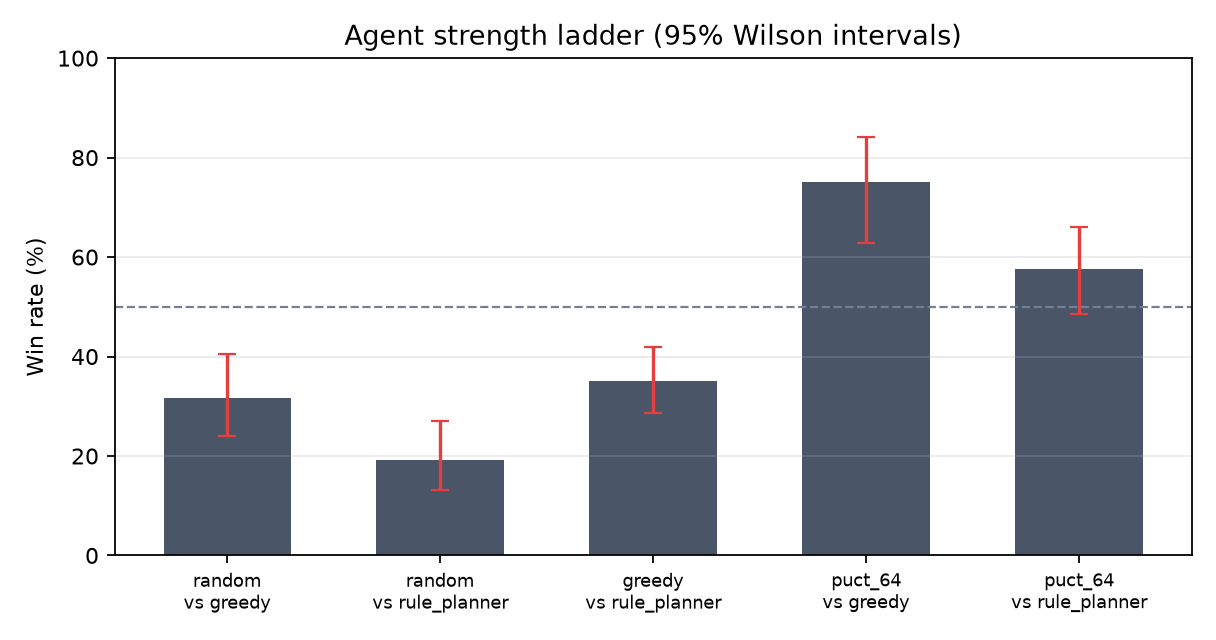 Agent strength ladder (95% Wilson intervals)
Win rate (%)
100
80
60
40
20
0
random
vs greedy
random
vs rule_planner
greedy
vs rule_planner
puct_64
vs greedy
puct_64
vs rule_planner